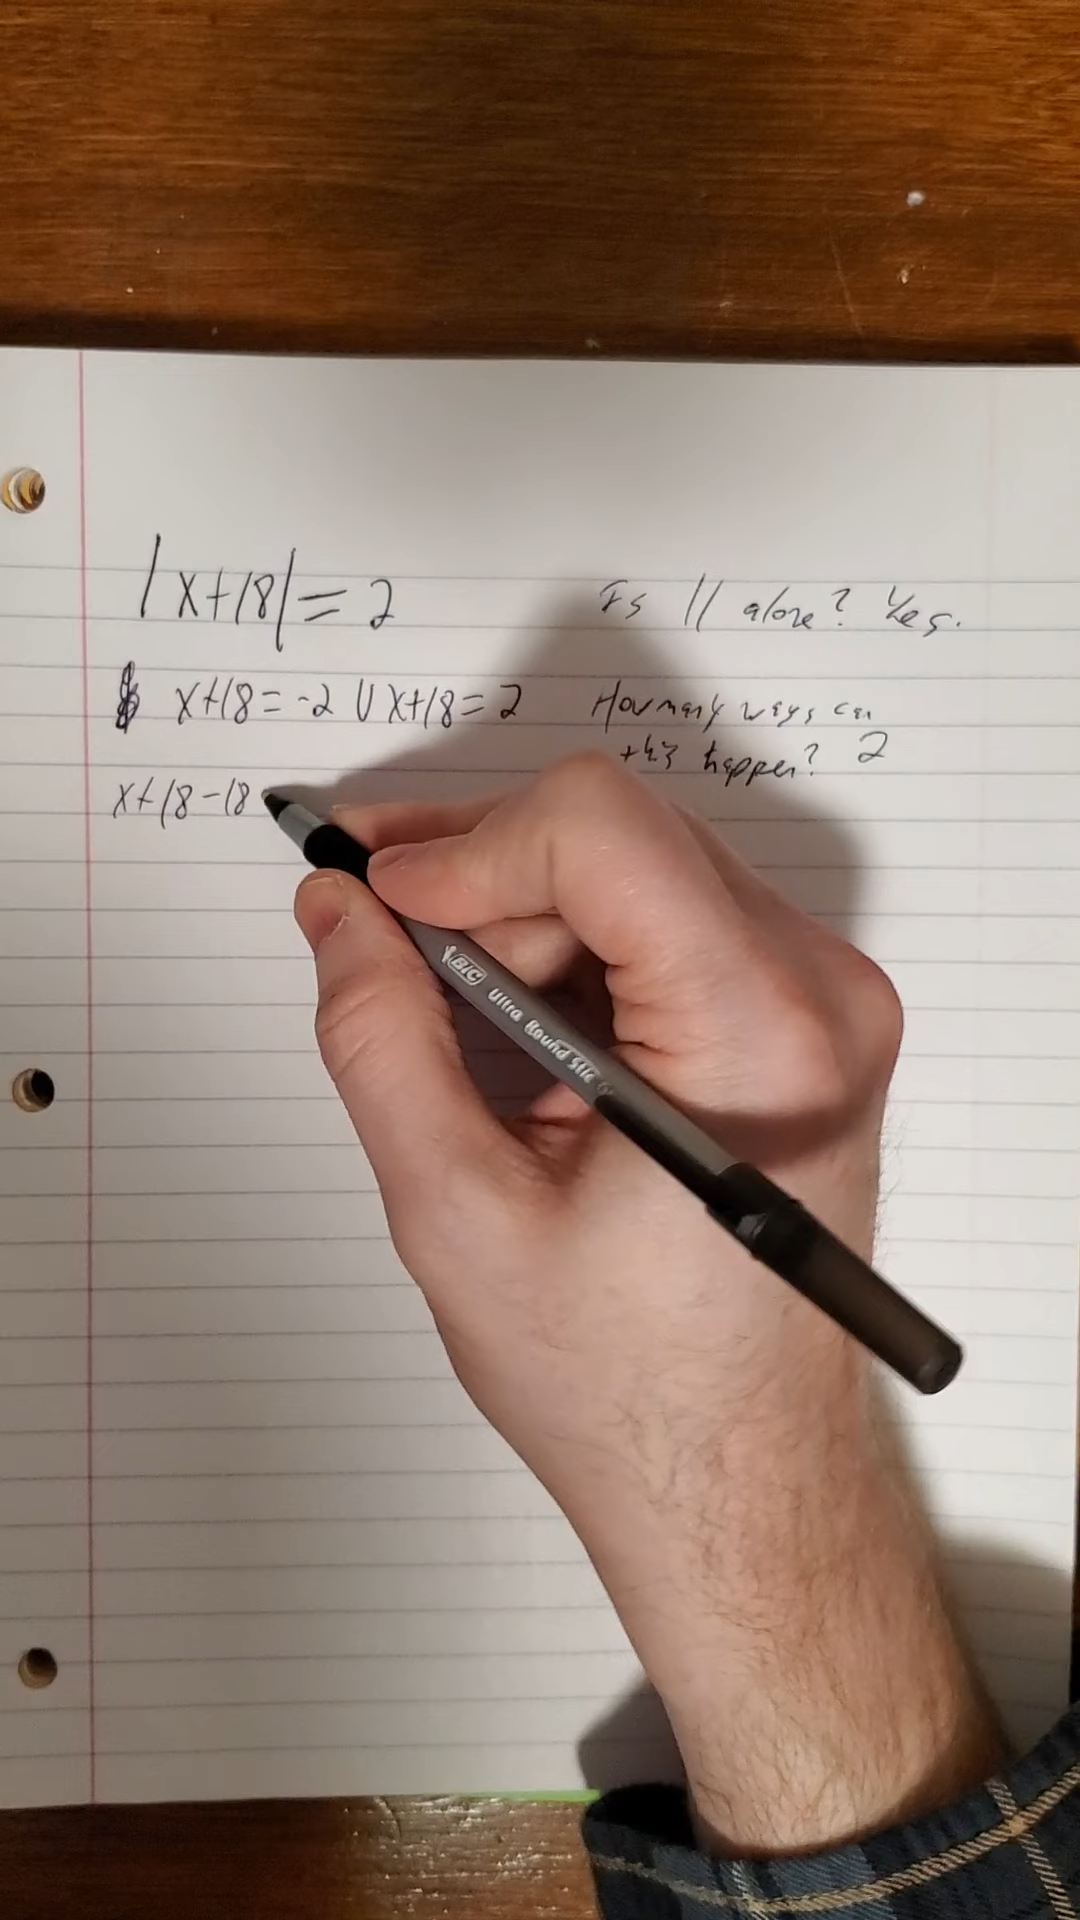 |x+18|=2
Is || alone? Yes.
x+18=-2 U x+18=2
How many ways can
this happen? 2
x+18-18
BIC Ultra Round Stic